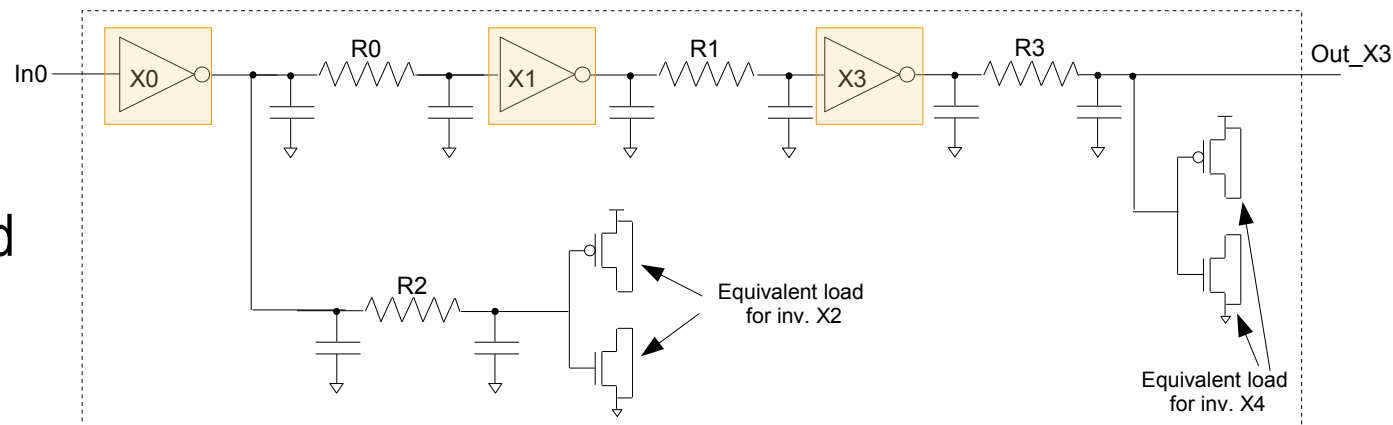 R0
R1
R3
In0
X0
X1
X3
Out_X3
d
R2
Equivalent load
for inv. X2
Equivalent load
for inv. X4